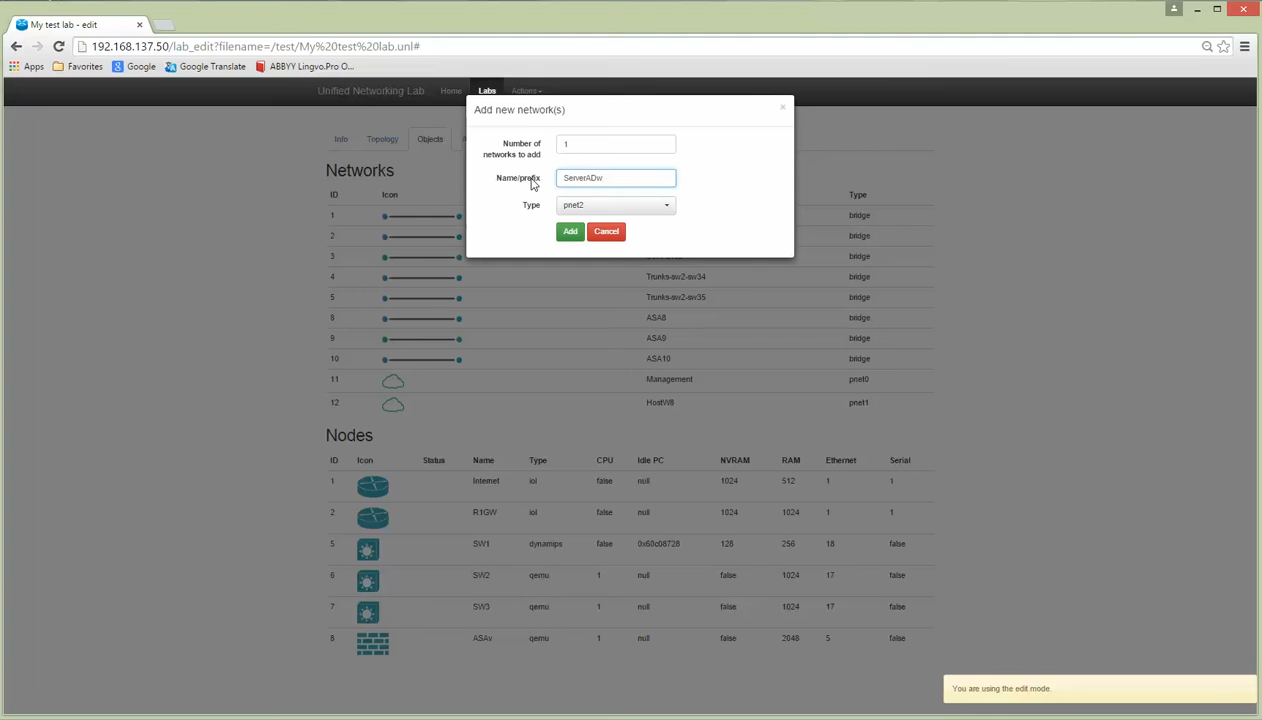 My test lab - edit
192.168.137.50/lab_edit?filename=/test/My%20test%20lab.unl#
Apps Favorites Google Google Translate ABBYY Lingvo.Pro O...
Unified Networking Lab Home Labs Actions
Add new network(s)
Number of networks to add 1
Name/prefix ServerADw
Type pnet2
Add Cancel
Info Topology Objects
Networks
ID Icon Type
1 bridge
2 bridge
3 bridge
4 Trunks-sw2-sw34 bridge
5 Trunks-sw2-sw35 bridge
8 ASA8 bridge
9 ASA9 bridge
10 ASA10 bridge
11 Management pnet0
12 HostW8 pnet1
Nodes
ID Icon Status Name Type CPU Idle PC NVRAM RAM Ethernet Serial
1 Internet iol false null 1024 512 1 1
2 R1GW iol false null 1024 1024 1 1
5 SW1 dynamips false 0x60c08728 128 256 18 false
6 SW2 qemu 1 null false 1024 17 false
7 SW3 qemu 1 null false 1024 17 false
8 ASAv qemu 1 null false 2048 5 false
You are using the edit mode.